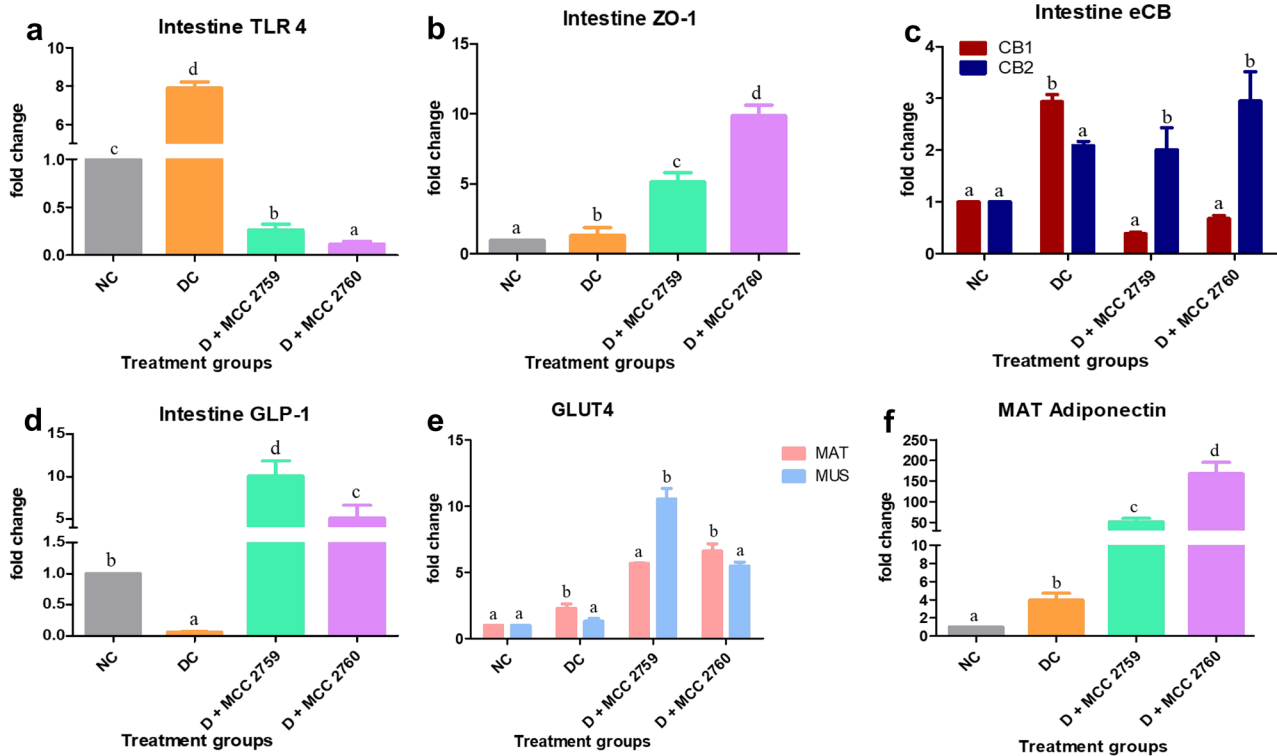 a
Intestine TLR 4
fold change
10
8
6
4
1.0
0.5
0.0
c
d
b
a
NC
DC
D + MCC 2759
D + MCC 2760
Treatment groups
b
Intestine ZO-1
fold change
15
10
5
0
a
b
c
d
NC
DC
D + MCC 2759
D + MCC 2760
Treatment groups
c
Intestine eCB
CB1
CB2
fold change
4
3
2
1
0
a
a
b
a
a
b
a
b
NC
DC
D + MCC 2759
D + MCC 2760
Treatment groups
d
Intestine GLP-1
fold change
15
10
5
1.5
1.0
0.5
0.0
b
a
d
c
NC
DC
D + MCC 2759
D + MCC 2760
Treatment groups
e
GLUT4
MAT
MUS
fold change
15
10
5
0
a
a
b
a
a
b
b
a
NC
DC
D + MCC 2759
D + MCC 2760
Treatment groups
f
MAT Adiponectin
fold change
250
200
150
100
50
10
8
6
4
2
0
a
b
c
d
NC
DC
D + MCC 2759
D + MCC 2760
Treatment groups